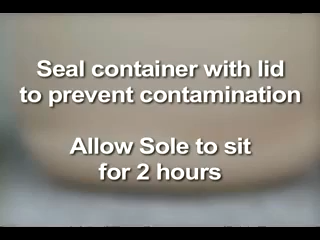 Seal container with lid
to prevent contamination
Allow Sole to sit
for 2 hours